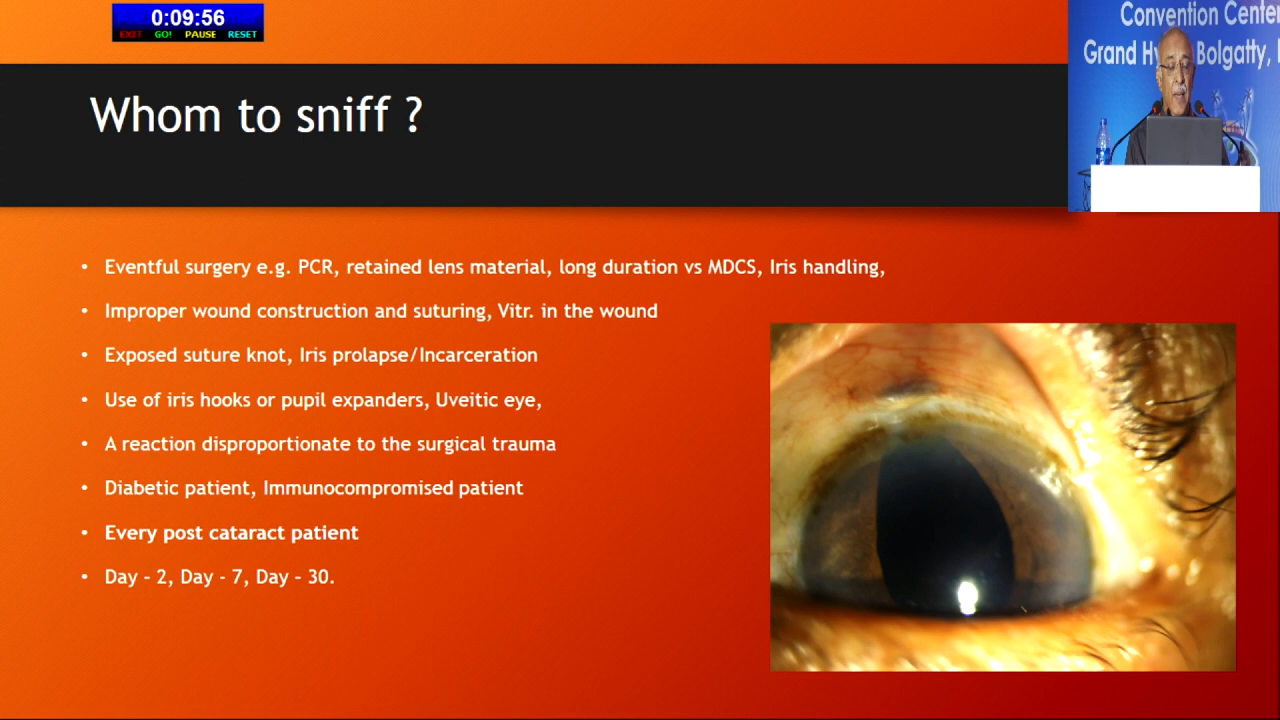 0:09:56
EXIT GO! PAUSE RESET
Convention Center
Grand Hy Bolgatty,
Whom to sniff ?
• Eventful surgery e.g. PCR, retained lens material, long duration vs MDCS, Iris handling,
• Improper wound construction and suturing, Vitr. in the wound
• Exposed suture knot, Iris prolapse/Incarceration
• Use of iris hooks or pupil expanders, Uveitic eye,
• A reaction disproportionate to the surgical trauma
• Diabetic patient, Immunocompromised patient
• Every post cataract patient
• Day - 2, Day - 7, Day - 30.